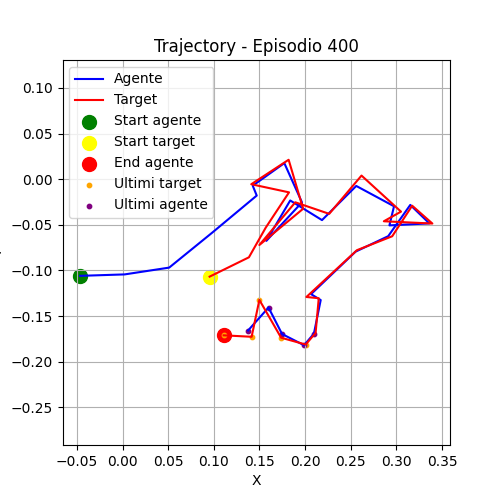 Trajectory - Episodio 400
Agente
Target
Start agente
Start target
End agente
Ultimi target
Ultimi agente
0.10
0.05
0.00
−0.05
−0.10
−0.15
−0.20
−0.25
−0.05 0.00 0.05 0.10 0.15 0.20 0.25 0.30 0.35
X